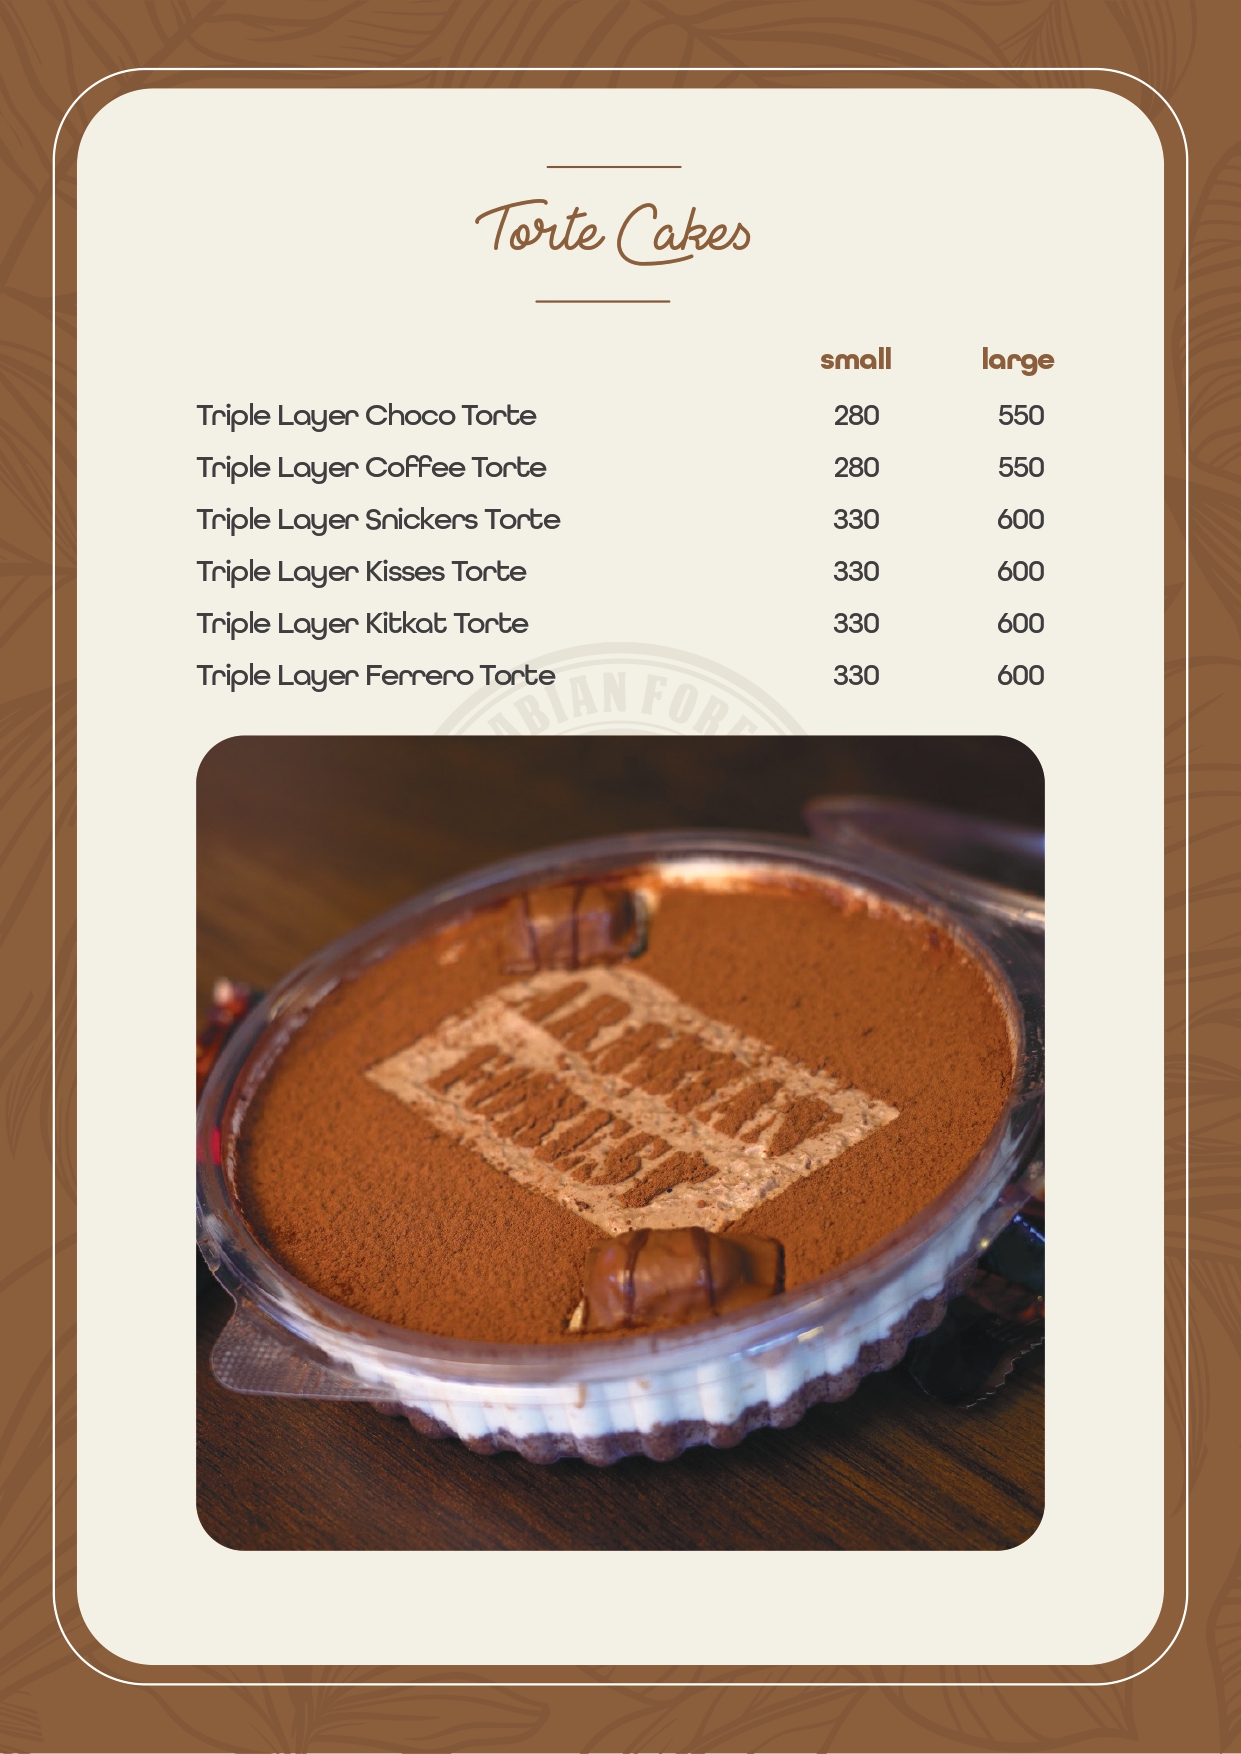 Torte Cakes
small large
Triple Layer Choco Torte 280 550
Triple Layer Coffee Torte 280 550
Triple Layer Snickers Torte 330 600
Triple Layer Kisses Torte 330 600
Triple Layer Kitkat Torte 330 600
Triple Layer Ferrero Torte 330 600
ARABIAN
FOREST